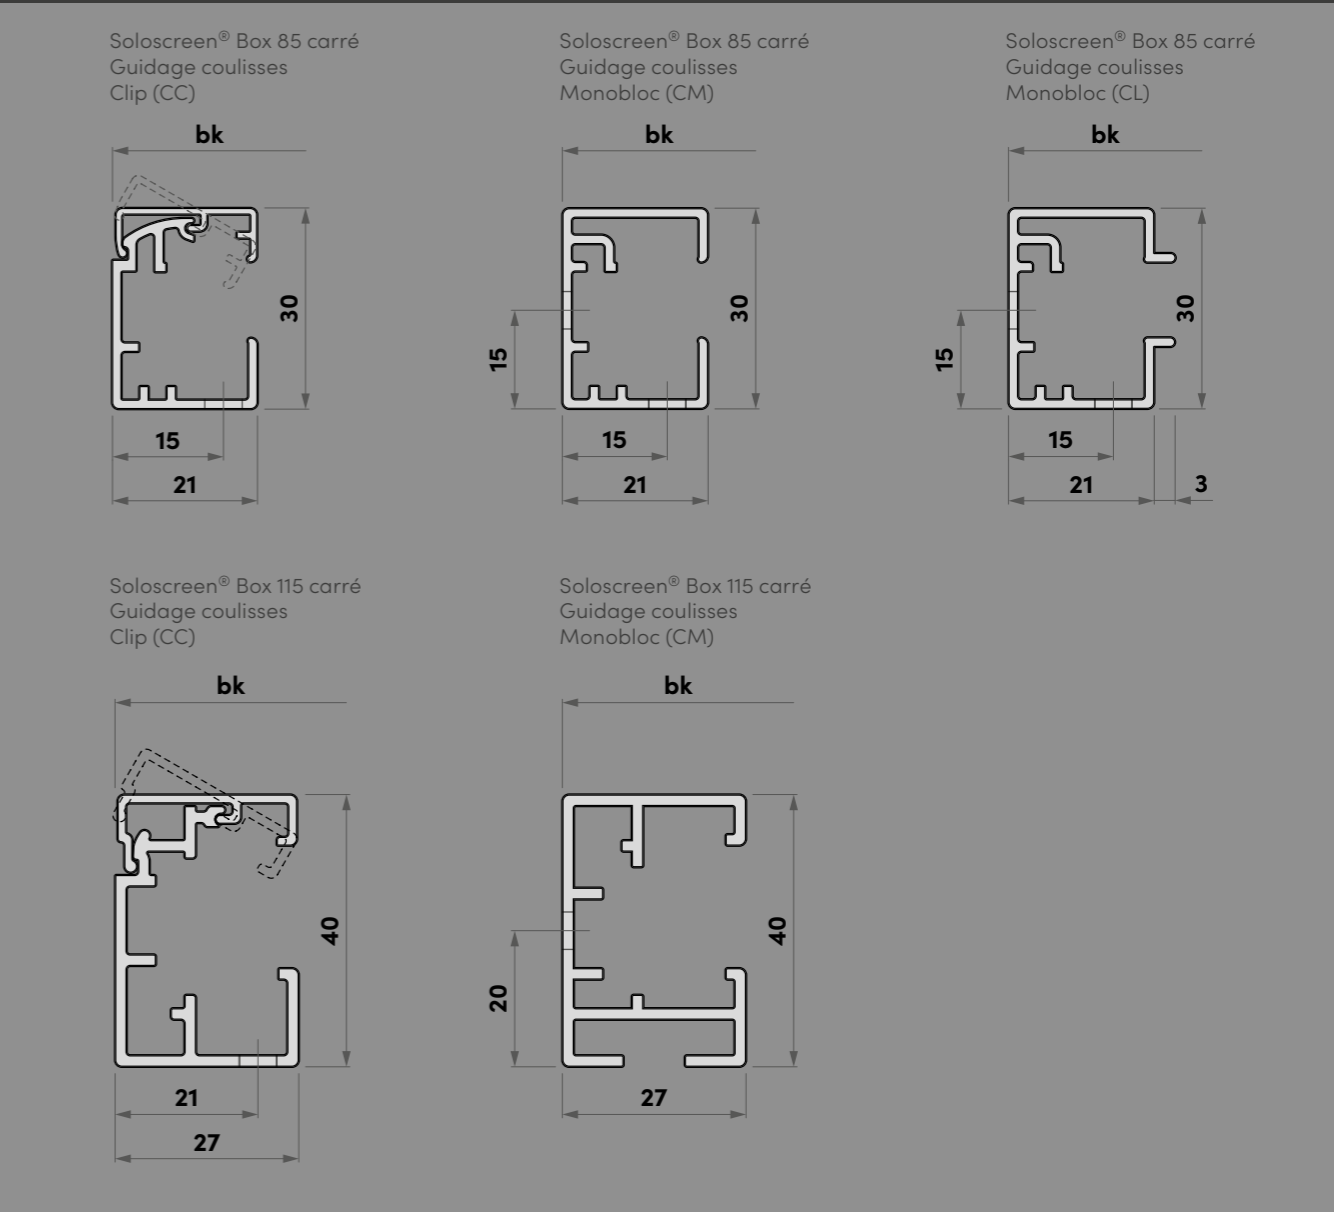 Soloscreen® Box 85 carré
Guidage coulisses
Clip (CC)
bk
30
15
21
Soloscreen® Box 85 carré
Guidage coulisses
Monobloc (CM)
bk
30
15
15
21
Soloscreen® Box 85 carré
Guidage coulisses
Monobloc (CL)
bk
30
15
15
21
3
Soloscreen® Box 115 carré
Guidage coulisses
Clip (CC)
bk
40
21
27
Soloscreen® Box 115 carré
Guidage coulisses
Monobloc (CM)
bk
40
20
27